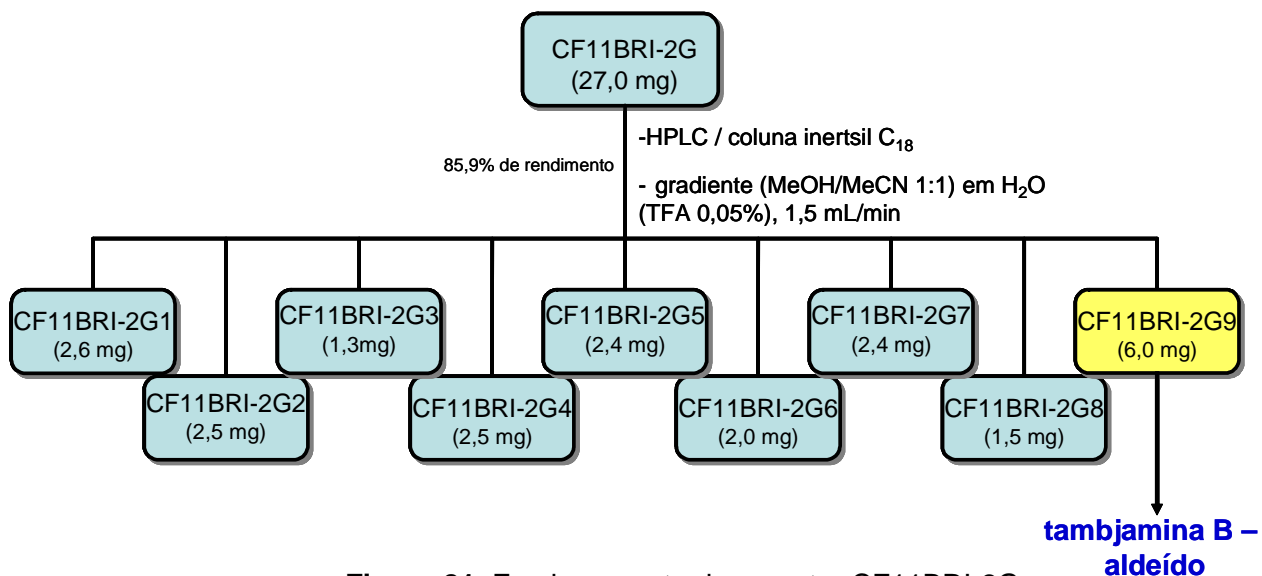 CF11BRI-2G
(27,0 mg)
85,9% de rendimento
-HPLC / coluna inertsil C₁₈
- gradiente (MeOH/MeCN 1:1) em H₂O
(TFA 0,05%), 1,5 mL/min
CF11BRI-2G1
(2,6 mg)
CF11BRI-2G2
(2,5 mg)
CF11BRI-2G3
(1,3mg)
CF11BRI-2G4
(2,5 mg)
CF11BRI-2G5
(2,4 mg)
CF11BRI-2G6
(2,0 mg)
CF11BRI-2G7
(2,4 mg)
CF11BRI-2G8
(1,5 mg)
CF11BRI-2G9
(6,0 mg)
tambjamina B –
aldeído